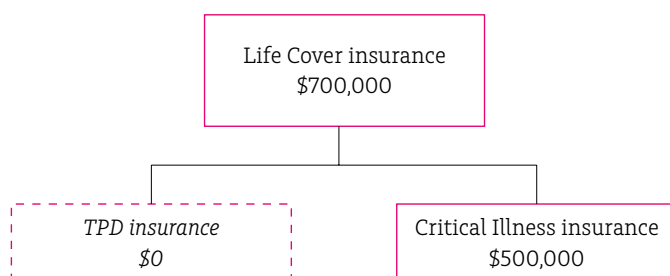 Life Cover insurance
$700,000
TPD insurance
$0
Critical Illness insurance
$500,000